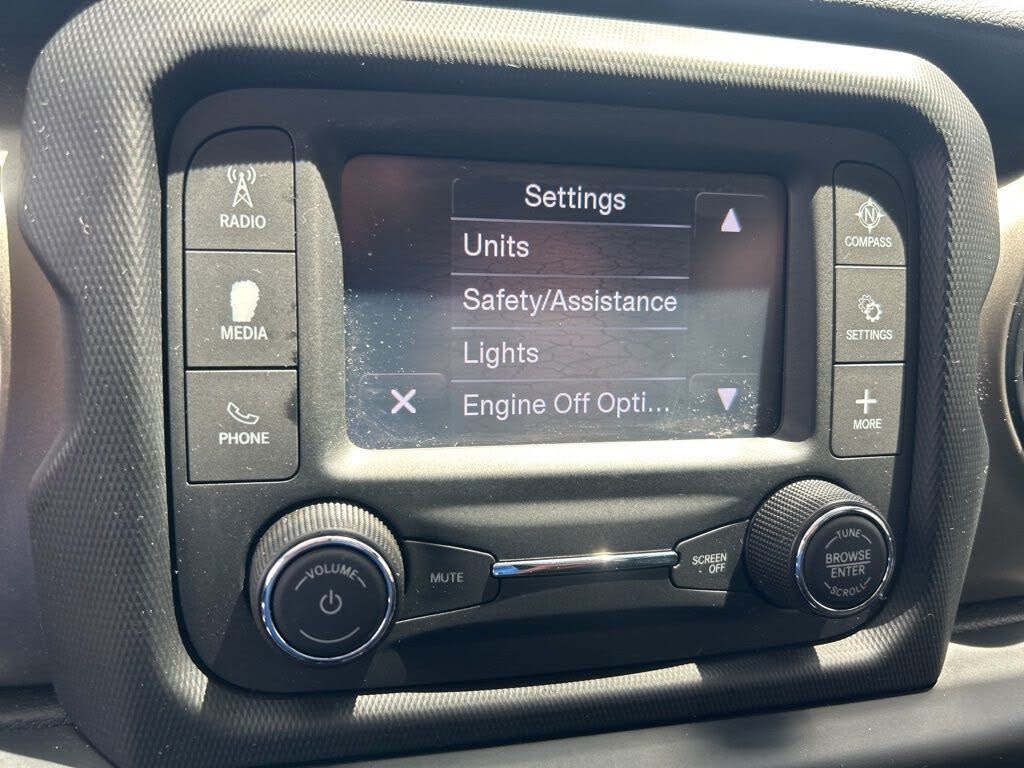 RADIO
MEDIA
PHONE
Settings
Units
Safety/Assistance
Lights
Engine Off Opti...
N
COMPASS
SETTINGS
MORE
VOLUME
MUTE
SCREEN
OFF
TUNE
BROWSE
ENTER
SCROLL